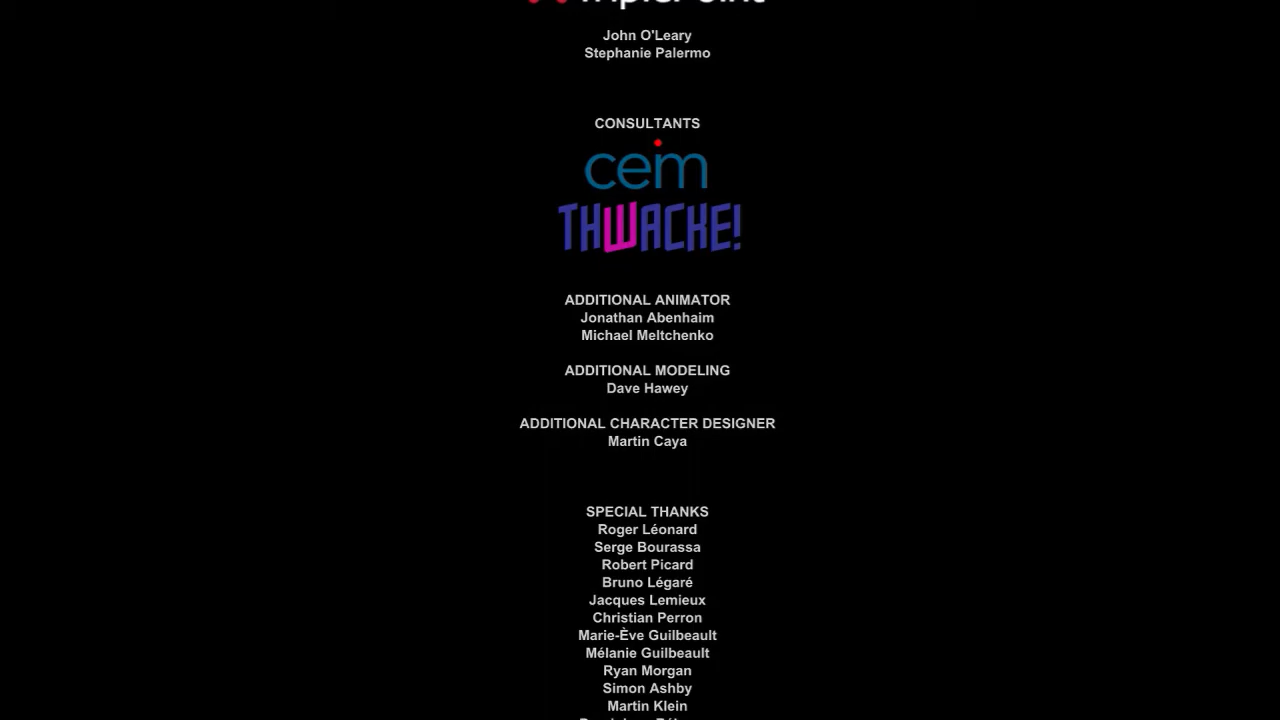 John O'Leary
Stephanie Palermo
CONSULTANTS
ceim
THWACKE!
ADDITIONAL ANIMATOR
Jonathan Abenhaim
Michael Meltchenko
ADDITIONAL MODELING
Dave Hawey
ADDITIONAL CHARACTER DESIGNER
Martin Caya
SPECIAL THANKS
Roger Léonard
Serge Bourassa
Robert Picard
Bruno Légaré
Jacques Lemieux
Christian Perron
Marie-Ève Guilbeault
Mélanie Guilbeault
Ryan Morgan
Simon Ashby
Martin Klein